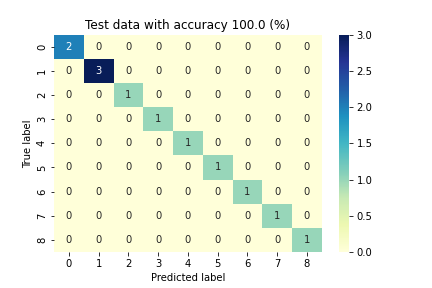 Test data with accuracy 100.0 (%)
True label
0 2 0 0 0 0 0 0 0 0
1 0 3 0 0 0 0 0 0 0
2 0 0 1 0 0 0 0 0 0
3 0 0 0 1 0 0 0 0 0
4 0 0 0 0 1 0 0 0 0
5 0 0 0 0 0 1 0 0 0
6 0 0 0 0 0 0 1 0 0
7 0 0 0 0 0 0 0 1 0
8 0 0 0 0 0 0 0 0 1
0 1 2 3 4 5 6 7 8
Predicted label
3.0
2.5
2.0
1.5
1.0
0.5
0.0